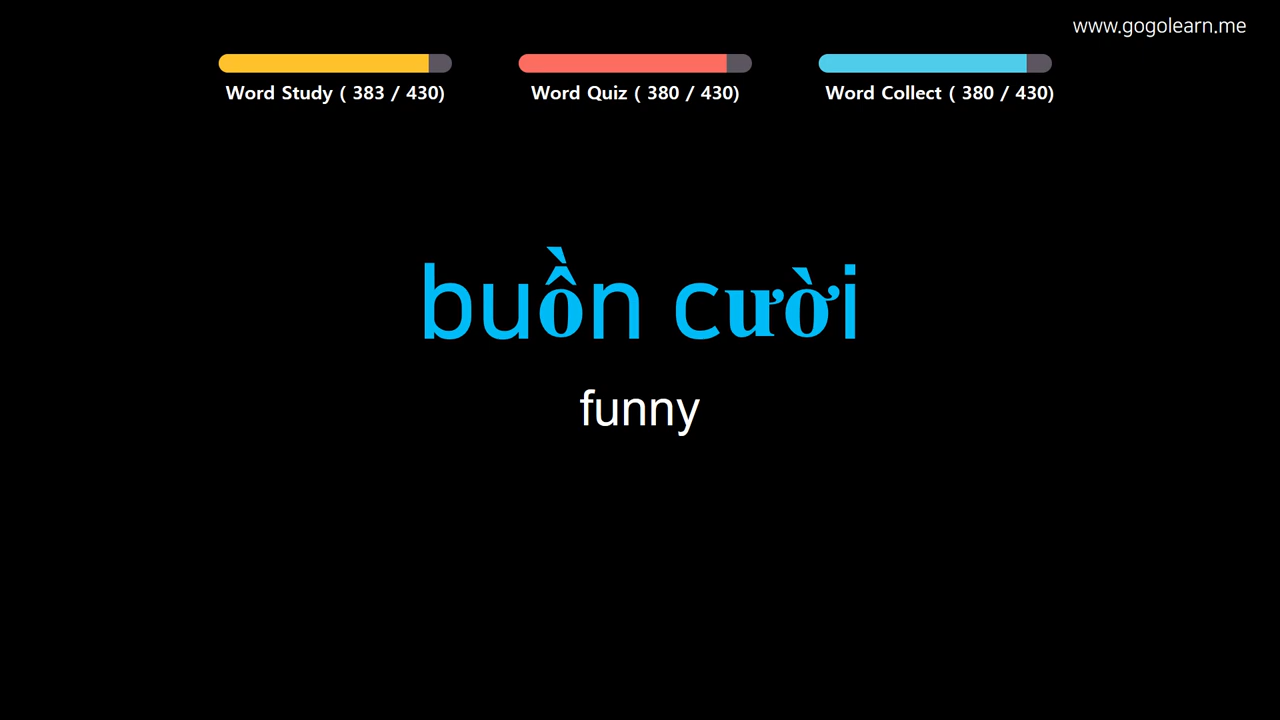 www.gogolearn.me
Word Study ( 383 / 430)
Word Quiz ( 380 / 430)
Word Collect ( 380 / 430)
buồn cười
funny